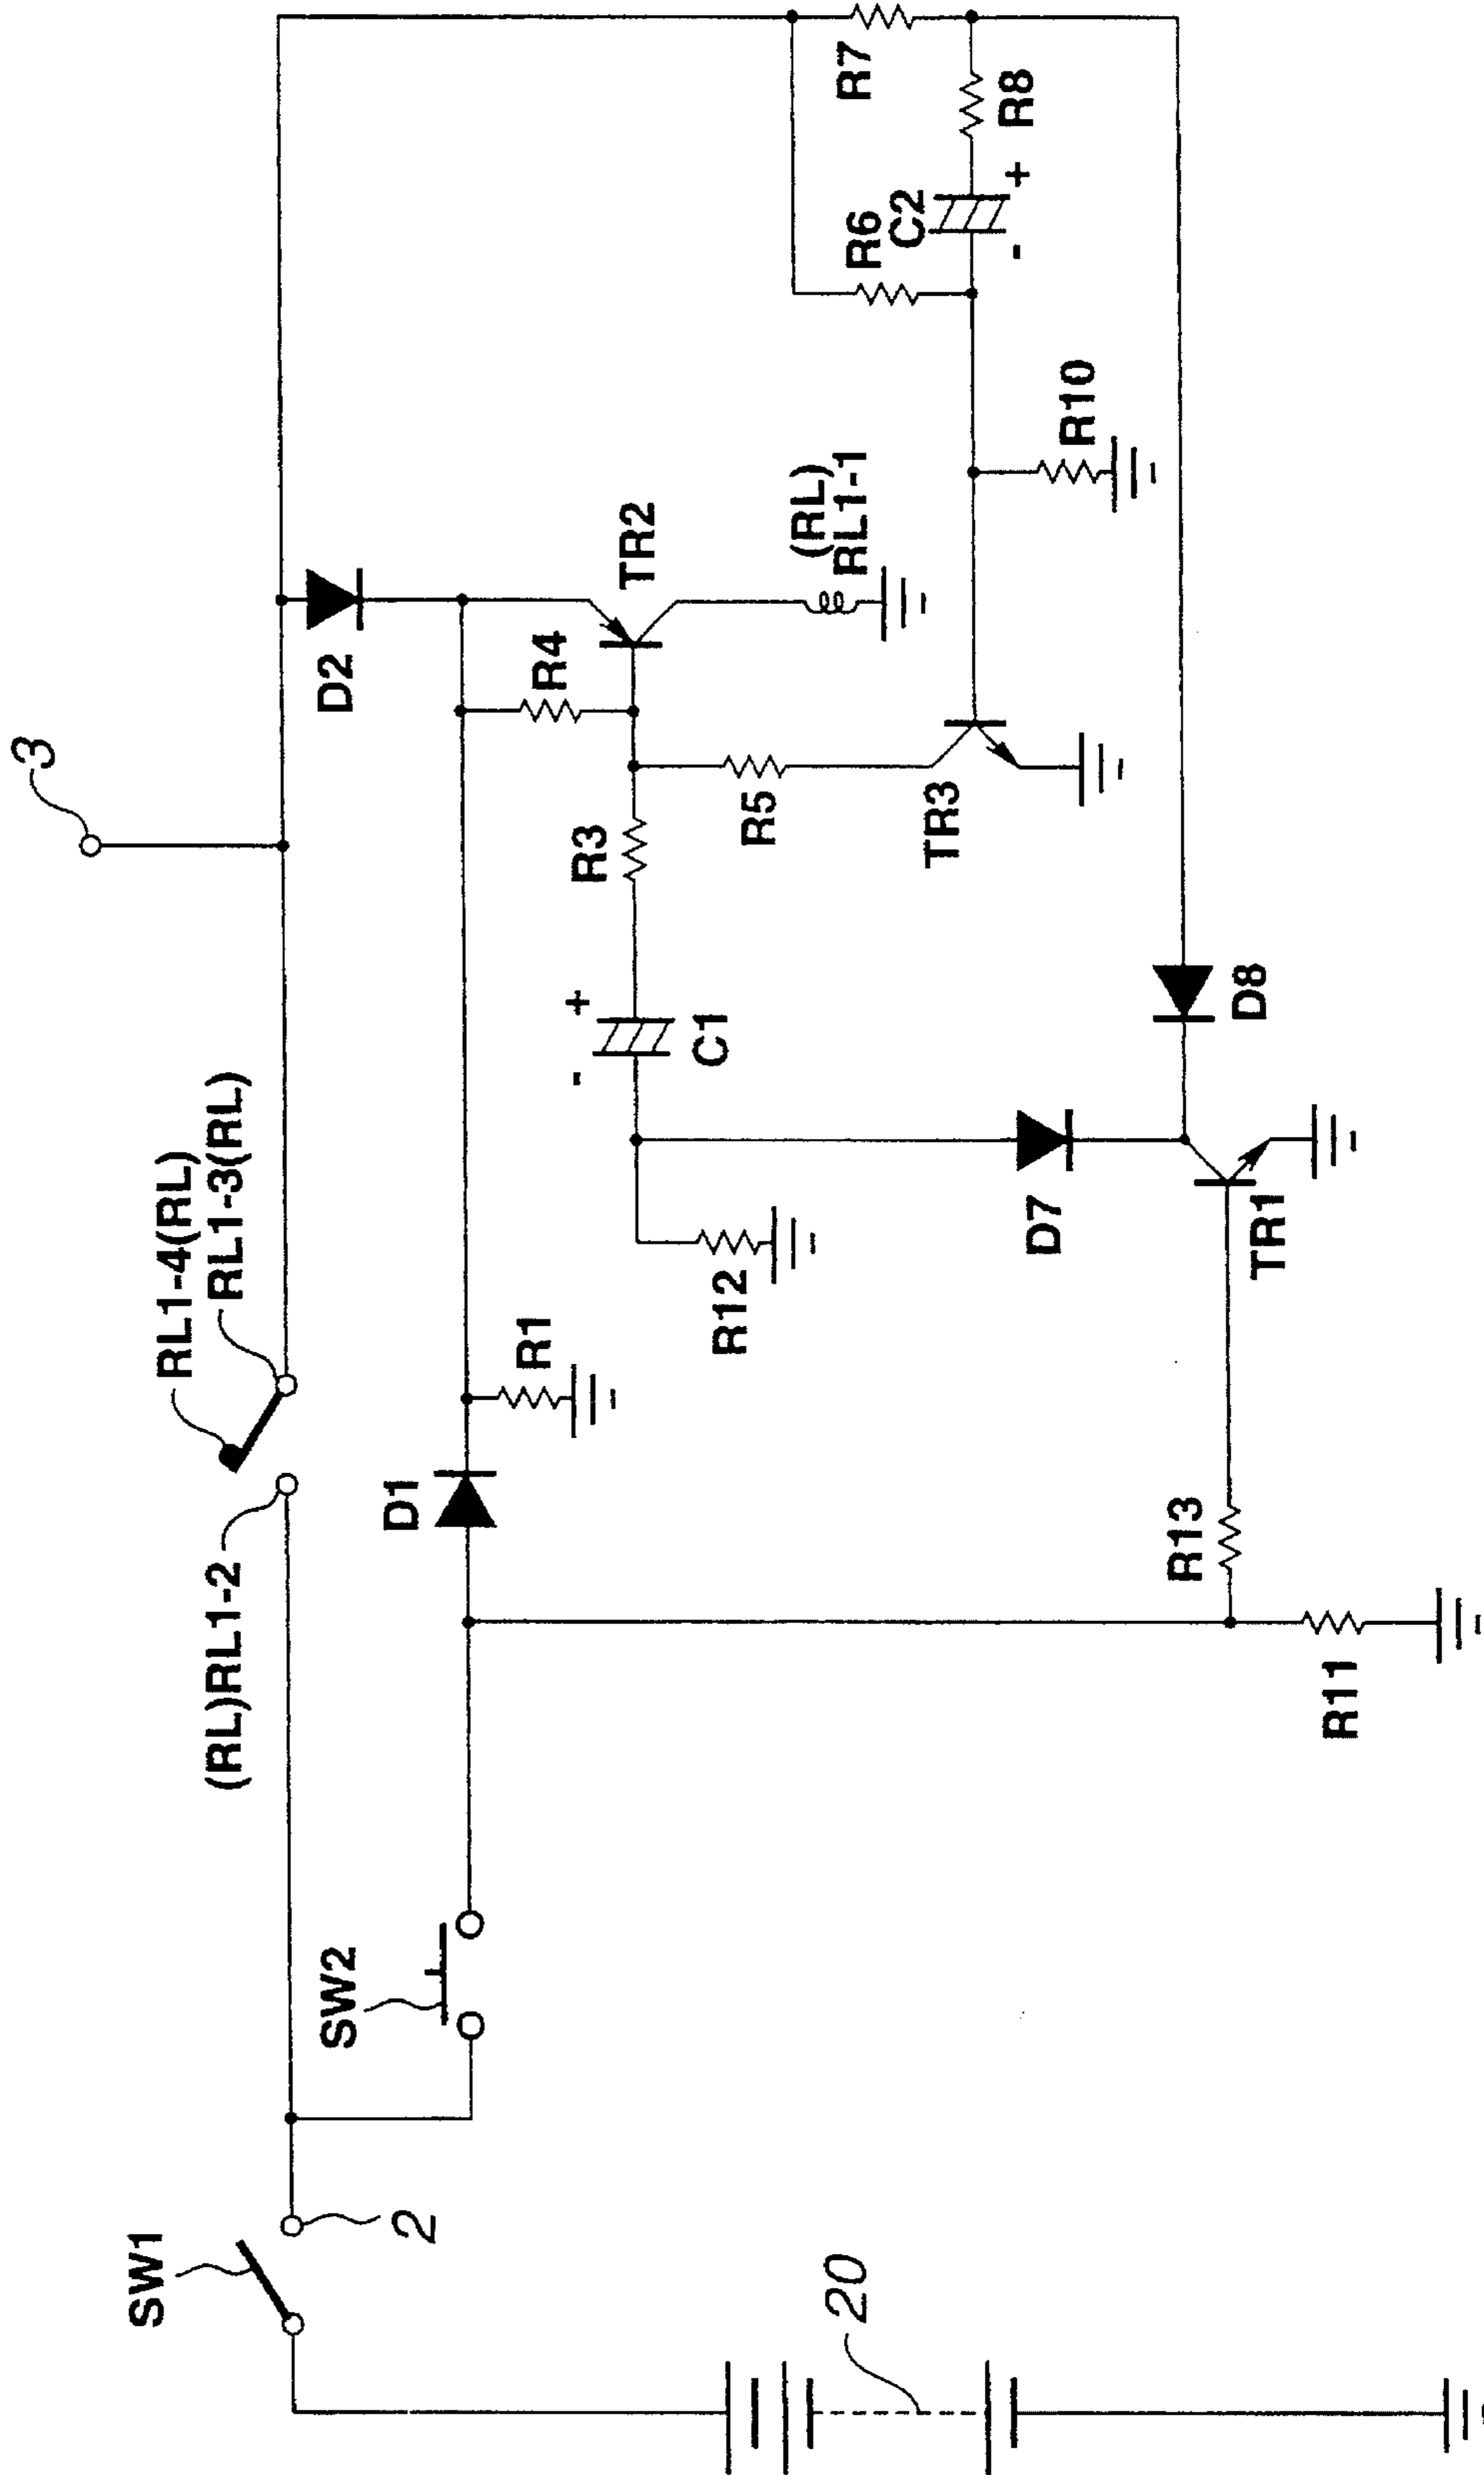 3
RL1-4(RL)
RL1-3(RL)
(RL)RL1-2
SW1
2
SW2
20
D1
R1
D2
R4
TR2
(RL)
RL1-1
R3
R5
TR3
+
-
C1
R12
D7
D8
TR1
R13
R11
R7
R8
R6
C2
+
-
R10